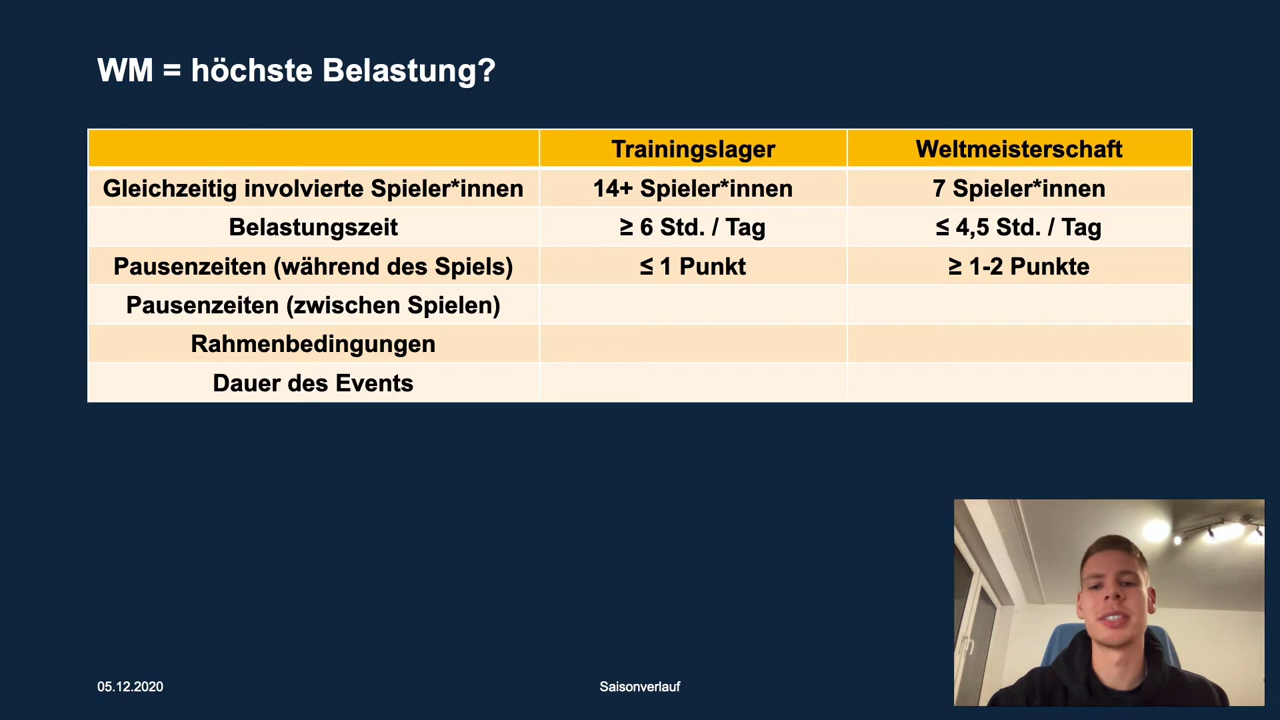 WM = höchste Belastung?
Trainingslager Weltmeisterschaft
Gleichzeitig involvierte Spieler*innen 14+ Spieler*innen 7 Spieler*innen
Belastungszeit ≥ 6 Std. / Tag ≤ 4,5 Std. / Tag
Pausenzeiten (während des Spiels) ≤ 1 Punkt ≥ 1-2 Punkte
Pausenzeiten (zwischen Spielen)
Rahmenbedingungen
Dauer des Events
05.12.2020 Saisonverlauf